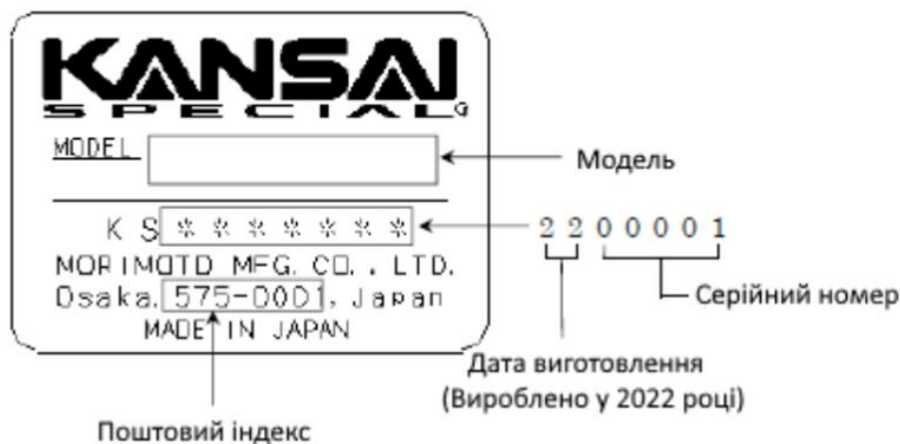 KANSAI
SPECIAL
MODEL
Модель
KS*******
2200001
MORIMOTO MFG. CO., LTD.
Серійний номер
Osaka, 575-0001, Japan
MADE IN JAPAN
Дата виготовлення
(Вироблено у 2022 році)
Поштовий індекс